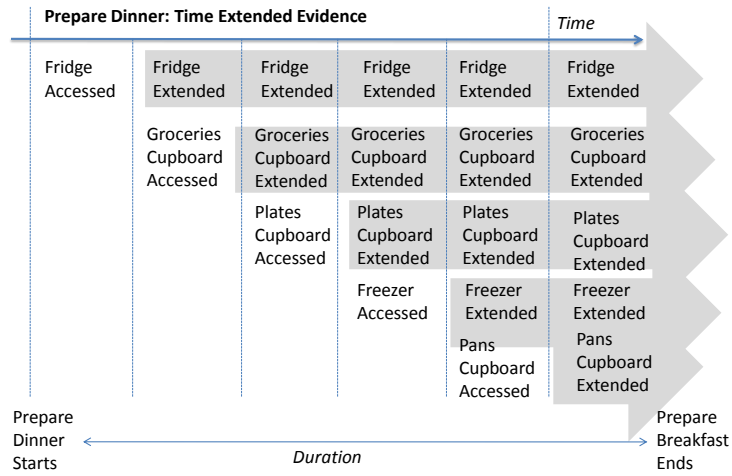 Prepare Dinner: Time Extended Evidence
Time
Fridge
Accessed
Fridge
Extended
Fridge
Extended
Fridge
Extended
Fridge
Extended
Fridge
Extended
Groceries
Cupboard
Accessed
Groceries
Cupboard
Extended
Groceries
Cupboard
Extended
Groceries
Cupboard
Extended
Groceries
Cupboard
Extended
Plates
Cupboard
Accessed
Plates
Cupboard
Extended
Plates
Cupboard
Extended
Plates
Cupboard
Extended
Freezer
Accessed
Freezer
Extended
Freezer
Extended
Pans
Cupboard
Accessed
Pans
Cupboard
Extended
Prepare
Dinner
Starts
Duration
Prepare
Breakfast
Ends